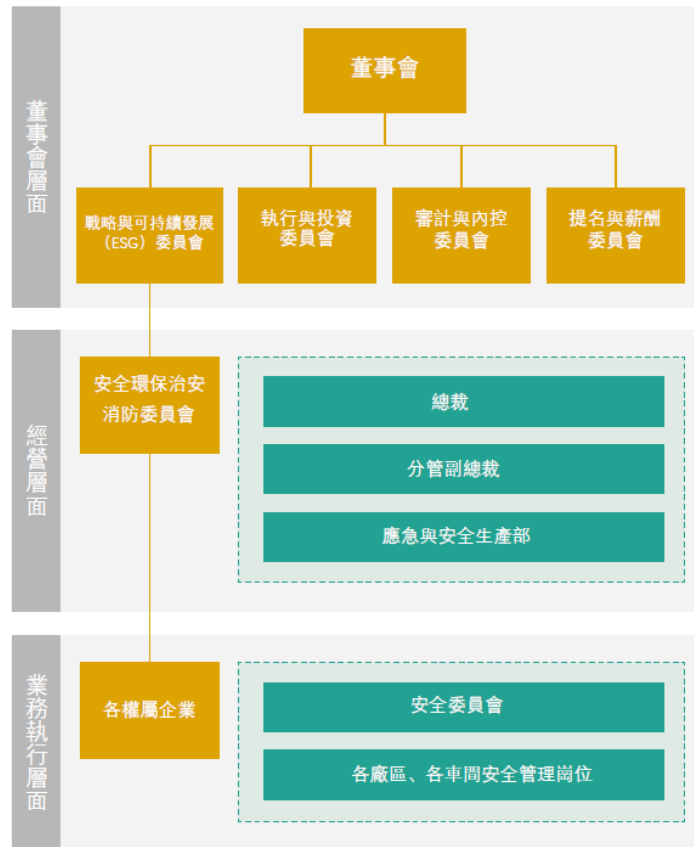 董事會層面
董事會
戰略與可持續發展
（ESG）委員會
執行與投資
委員會
審計與內控
委員會
提名與薪酬
委員會
經營層面
安全環保治安
消防委員會
總裁
分管副總裁
應急與安全生產部
業務執行層面
各權屬企業
安全委員會
各廠區、各車間安全管理崗位